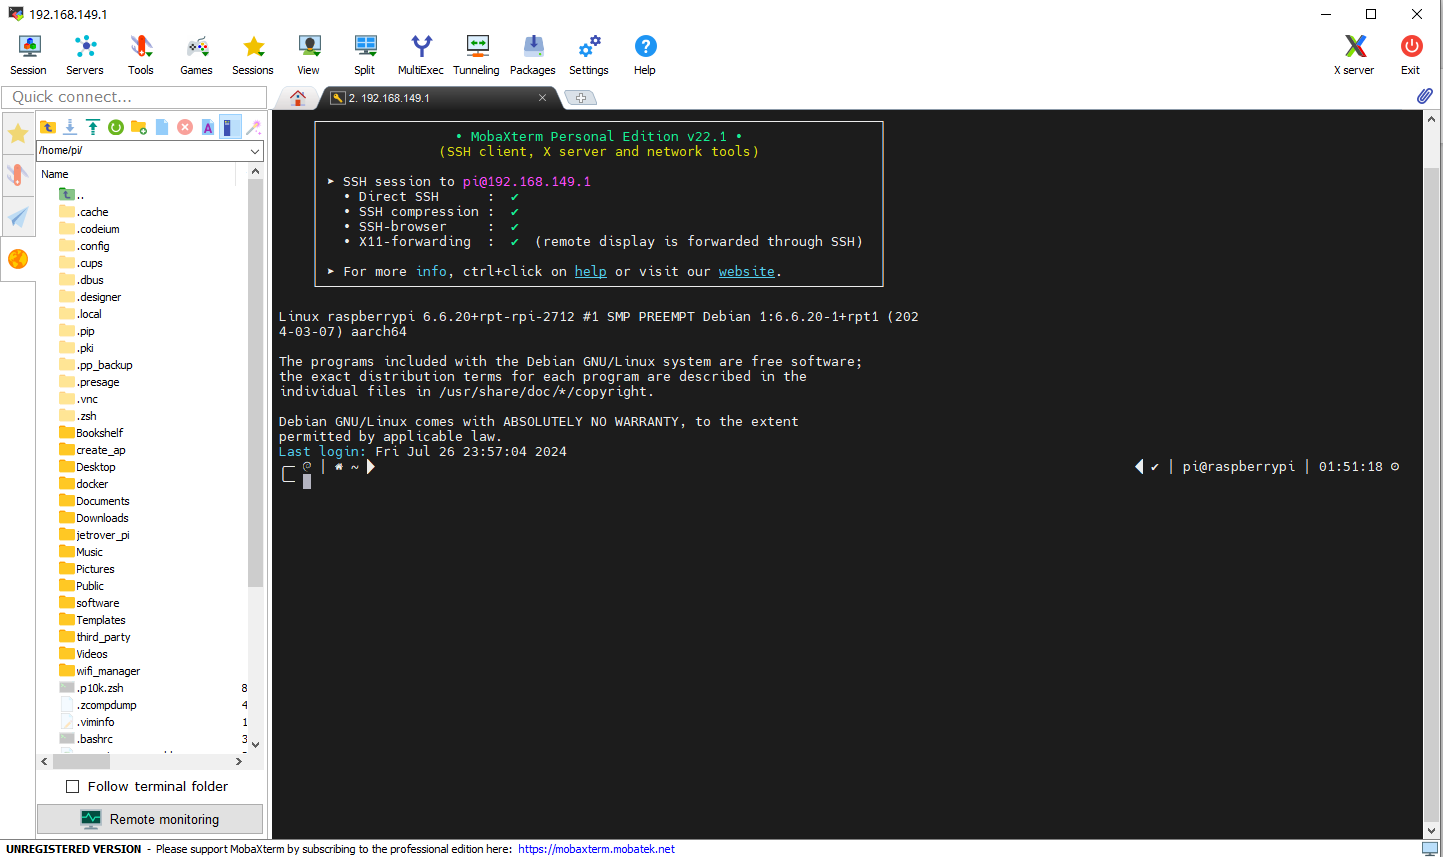 192.168.149.1
Session Servers Tools Games Sessions View Split MultiExec Tunneling Packages Settings Help X server Exit
Quick connect...
2. 192.168.149.1
/home/pi/
Name
..
.cache
.codeium
.config
.cups
.dbus
.designer
.local
.pip
.pki
.pp_backup
.presage
.vnc
.zsh
Bookshelf
create_ap
Desktop
docker
Documents
Downloads
jetrover_pi
Music
Pictures
Public
software
Templates
third_party
Videos
wifi_manager
.p10k.zsh 8
.zcompdump 4
.viminfo 1
.bashrc 3
Follow terminal folder
Remote monitoring
• MobaXterm Personal Edition v22.1 •
(SSH client, X server and network tools)
➤ SSH session to pi@192.168.149.1
• Direct SSH : ✔
• SSH compression : ✔
• SSH-browser : ✔
• X11-forwarding : ✔ (remote display is forwarded through SSH)
➤ For more info, ctrl+click on help or visit our website.
Linux raspberrypi 6.6.20+rpt-rpi-2712 #1 SMP PREEMPT Debian 1:6.6.20-1+rpt1 (202
4-03-07) aarch64
The programs included with the Debian GNU/Linux system are free software;
the exact distribution terms for each program are described in the
individual files in /usr/share/doc/*/copyright.
Debian GNU/Linux comes with ABSOLUTELY NO WARRANTY, to the extent
permitted by applicable law.
Last login: Fri Jul 26 23:57:04 2024
~ ✔ | pi@raspberrypi | 01:51:18
UNREGISTERED VERSION - Please support MobaXterm by subscribing to the professional edition here: https://mobaxterm.mobatek.net